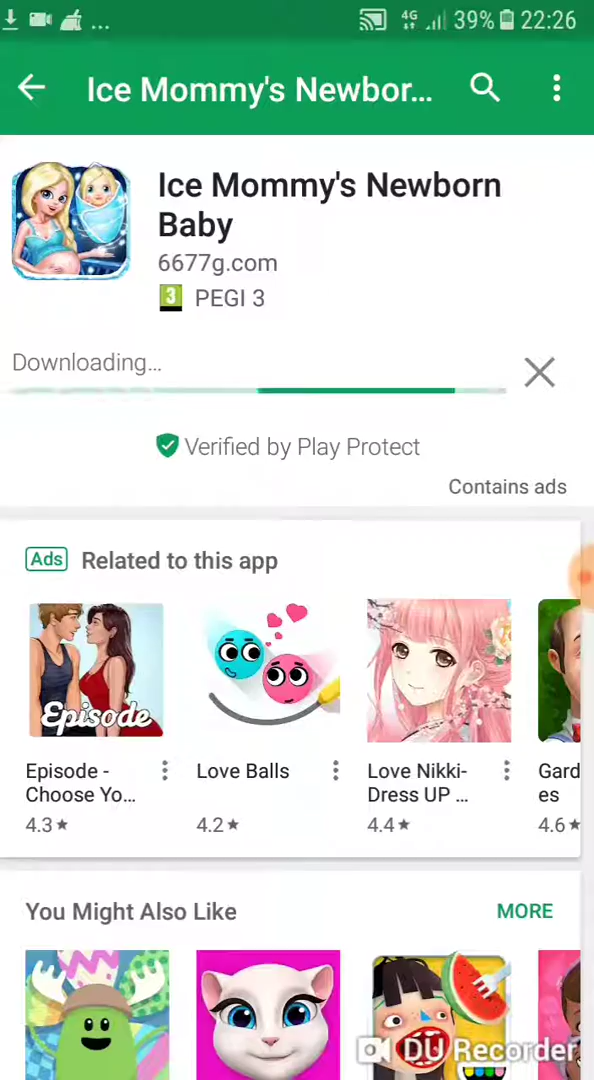 ... 4G 39% 22:26
Ice Mommy's Newbor...
Ice Mommy's Newborn
Baby
6677g.com
3 PEGI 3
Downloading...
Verified by Play Protect
Contains ads
Ads Related to this app
Episode
Episode - Choose Yo...
4.3★
Love Balls
4.2★
Love Nikki- Dress UP ...
4.4★
Gard
es
4.6★
You Might Also Like
MORE
DU Recorder